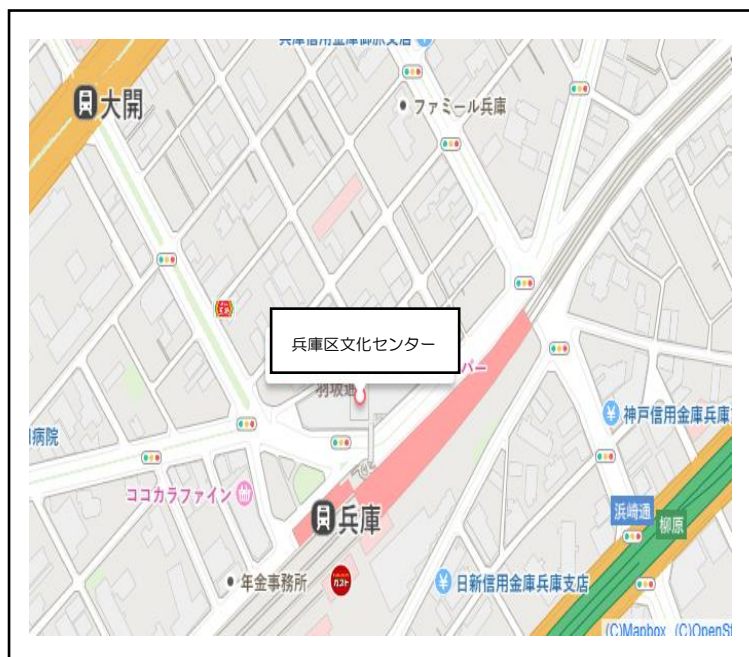 兵庫信用金庫御旅支店
大開
ファミール兵庫
兵庫区文化センター
パー
羽坂通
神戸信用金庫兵庫
病院
ココカラファイン
兵庫
浜崎通
柳原
年金事務所
ガスト
日新信用金庫兵庫支店
(C)Mapbox (C)OpenSt